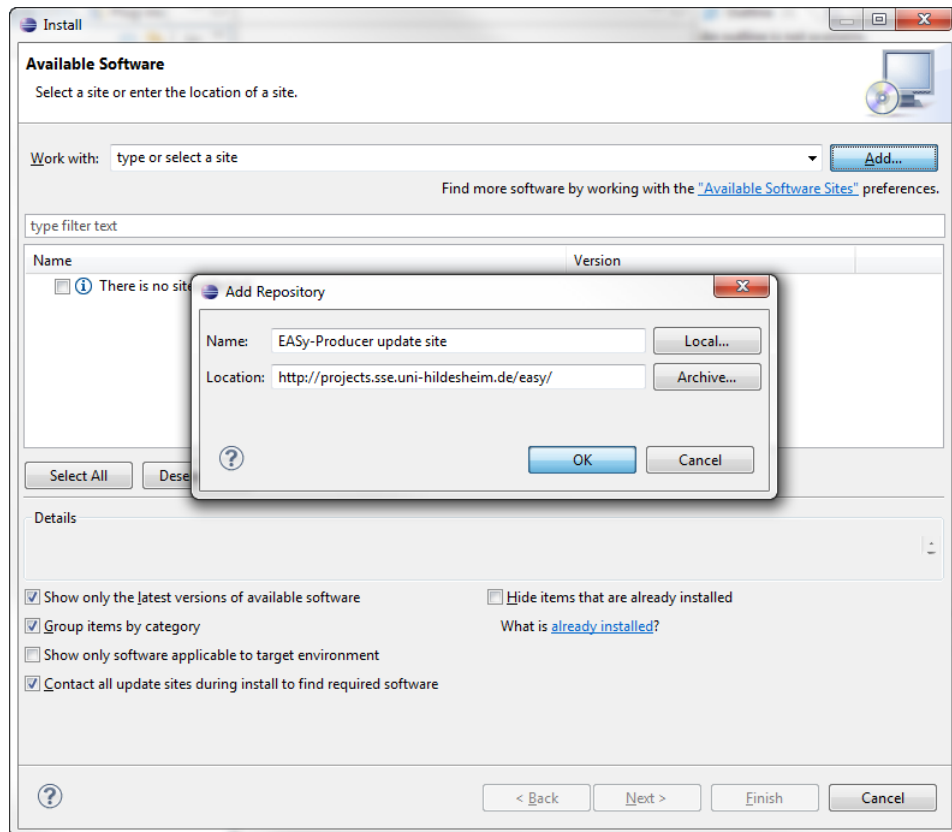 Install
Available Software
Select a site or enter the location of a site.
Work with: type or select a site Add...
Find more software by working with the "Available Software Sites" preferences.
type filter text
Name Version
There is no site
Add Repository
Name: EASy-Producer update site Local...
Location: http://projects.sse.uni-hildesheim.de/easy/ Archive...
OK Cancel
Select All Dese
Details
Show only the latest versions of available software Hide items that are already installed
Group items by category What is already installed?
Show only software applicable to target environment
Contact all update sites during install to find required software
< Back Next > Finish Cancel